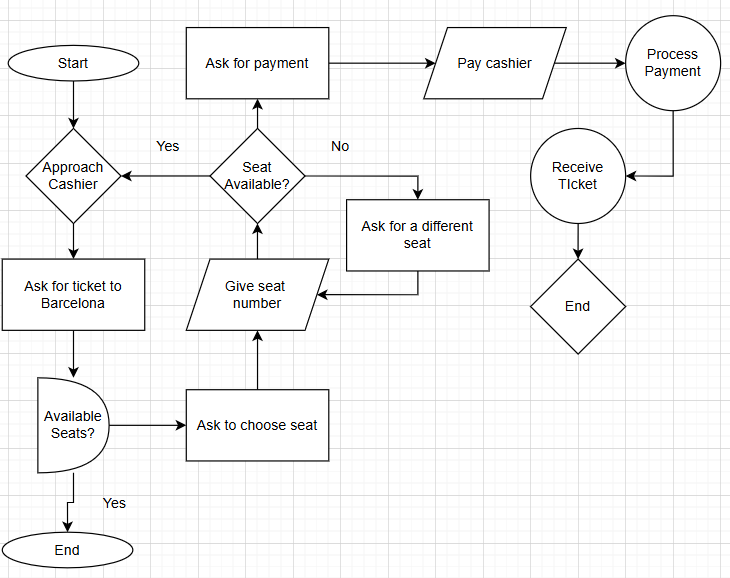 Start
Ask for payment
Pay cashier
Process
Payment
Yes
No
Approach
Cashier
Seat
Available?
Receive
TIcket
Ask for a different
seat
Ask for ticket to
Barcelona
Give seat
number
End
Available
Seats?
Ask to choose seat
Yes
End